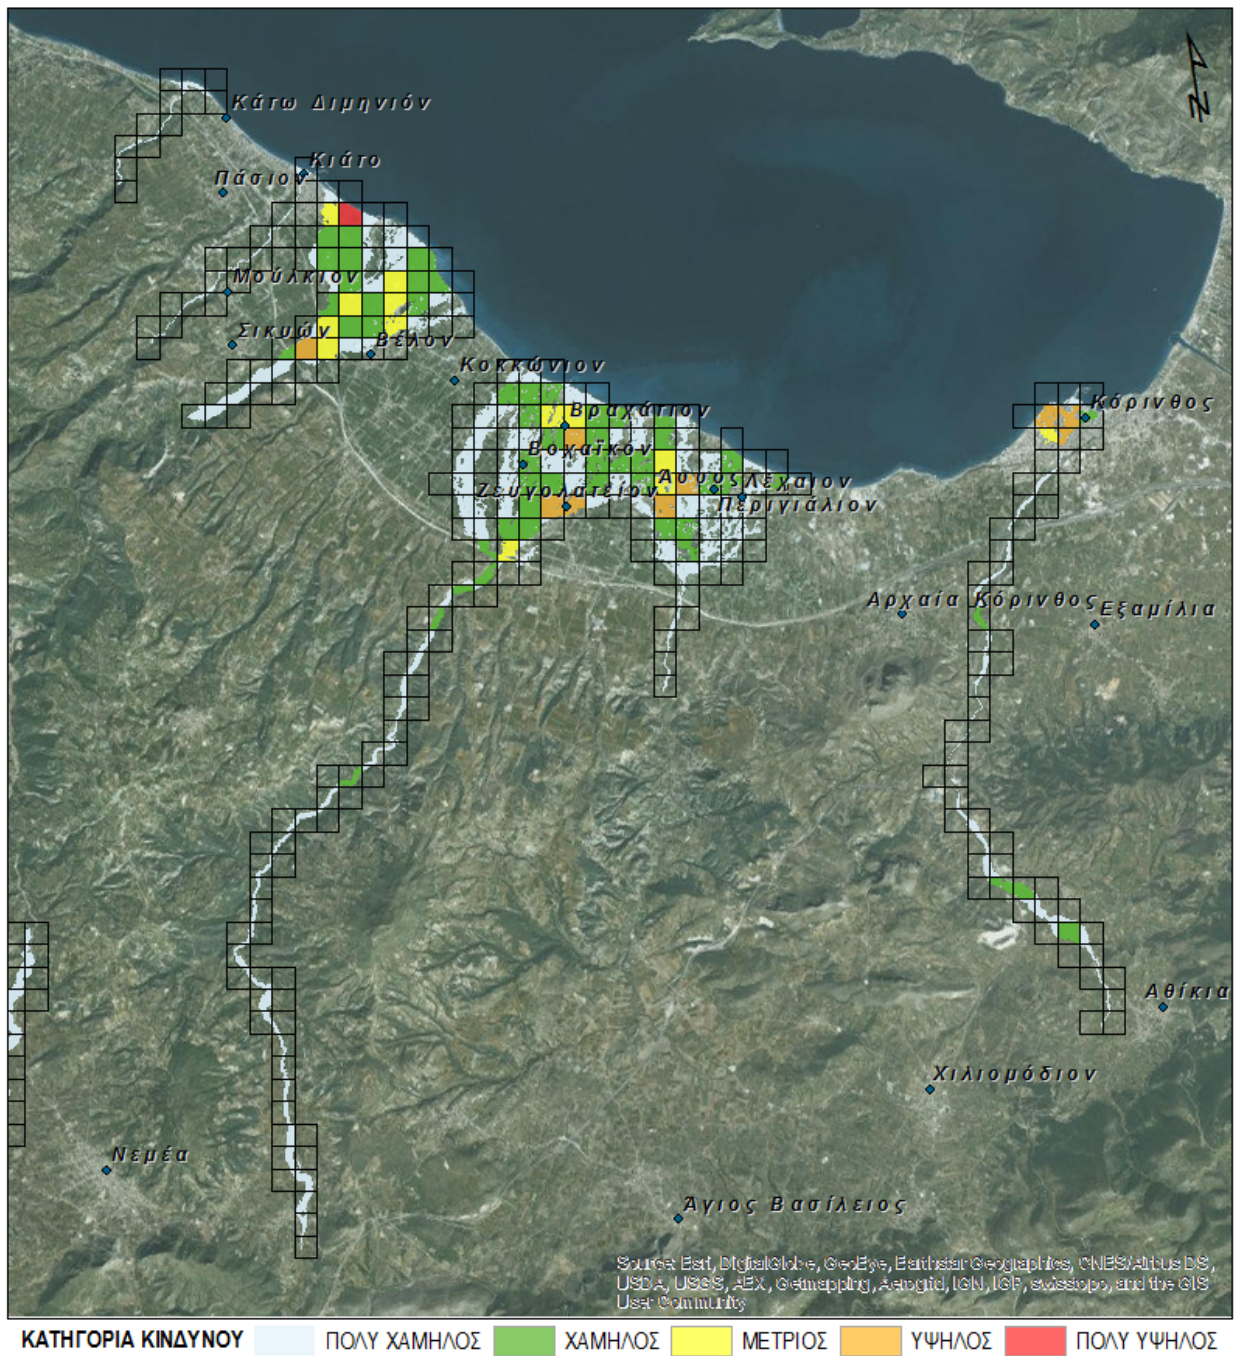 N
Κάτω Διμηνιόν
Κιάτο
Πάσιον
Μούλκιον
Σικυών
Βέλον
Κοκκώνιον
Βραχάτιον
Κόρινθος
Βοχαϊκόν
Άσσος Λέχαιον
Ζευγολατείον
Περιγιάλιον
Αρχαία Κόρινθος
Εξαμίλια
Αθίκια
Χιλιομόδιον
Νεμέα
Άγιος Βασίλειος
Source: Esri, DigitalGlobe, GeoEye, Earthstar Geographics, CNES/Airbus DS,
USDA, USGS, AEX, Getmapping, Aerogrid, IGN, IGP, swisstopo, and the GIS
User Community
ΚΑΤΗΓΟΡΙΑ ΚΙΝΔΥΝΟΥ ΠΟΛΥ ΧΑΜΗΛΟΣ ΧΑΜΗΛΟΣ ΜΕΤΡΙΟΣ ΥΨΗΛΟΣ ΠΟΛΥ ΥΨΗΛΟΣ